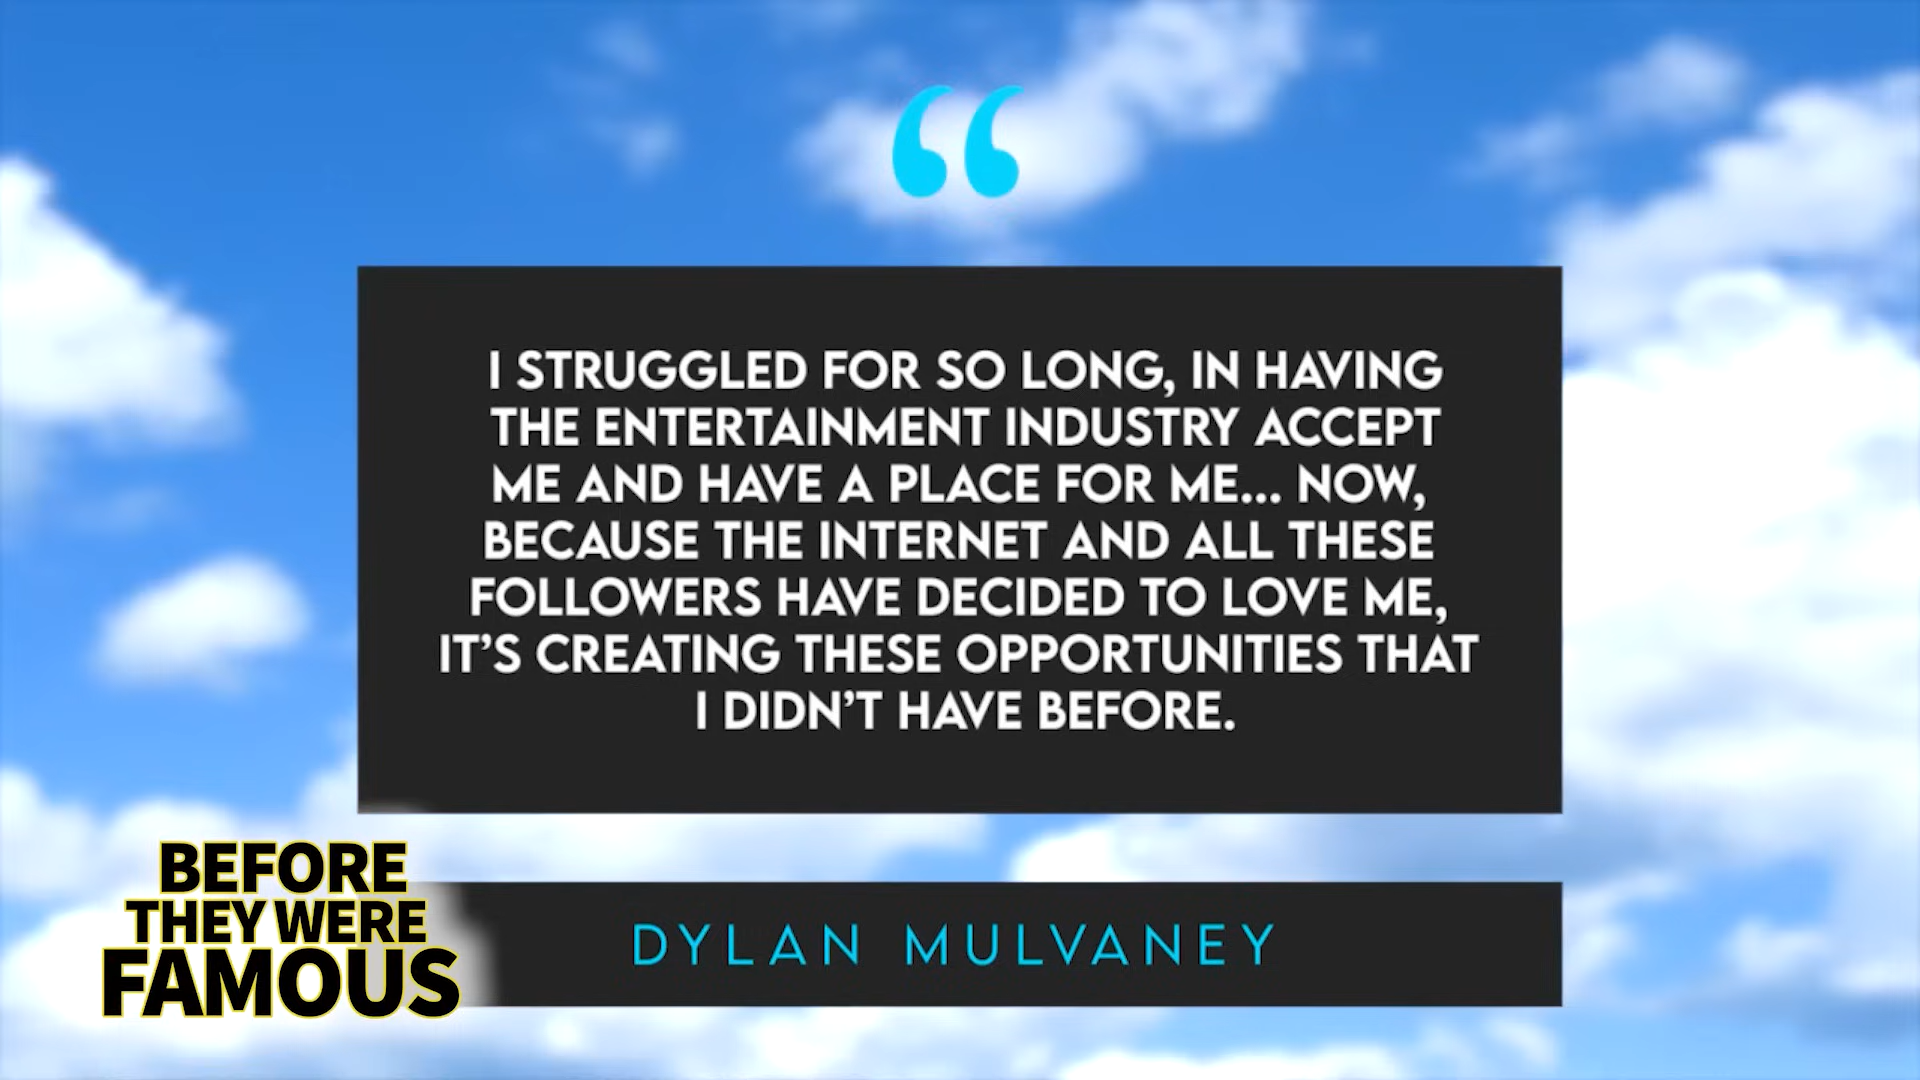 “
I STRUGGLED FOR SO LONG, IN HAVING
THE ENTERTAINMENT INDUSTRY ACCEPT
ME AND HAVE A PLACE FOR ME... NOW,
BECAUSE THE INTERNET AND ALL THESE
FOLLOWERS HAVE DECIDED TO LOVE ME,
IT’S CREATING THESE OPPORTUNITIES THAT
I DIDN’T HAVE BEFORE.
DYLAN MULVANEY
BEFORE
THEY WERE
FAMOUS